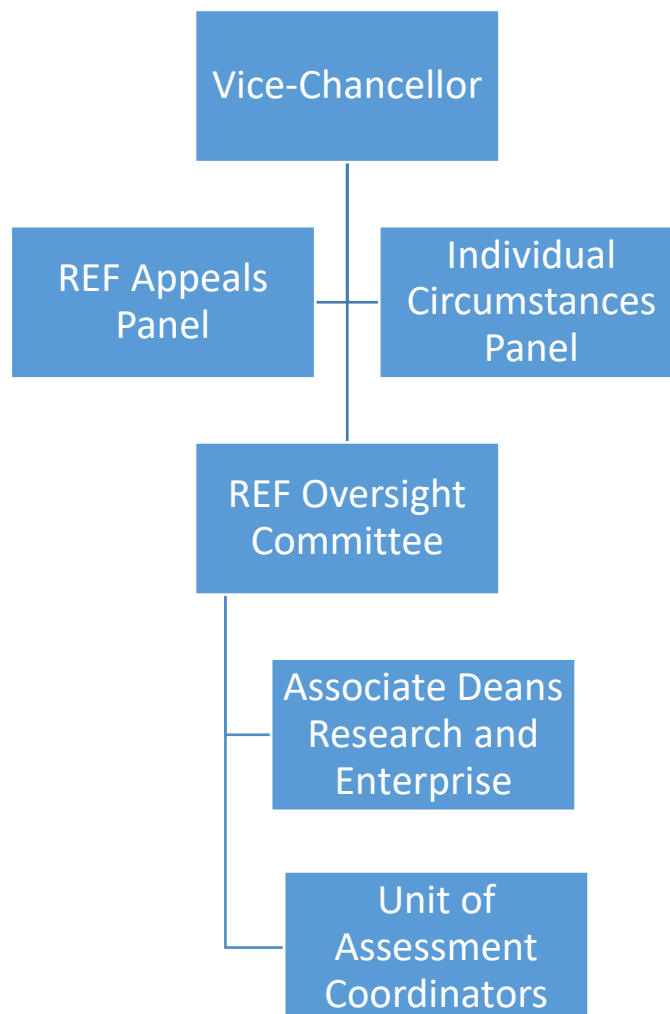 Vice-Chancellor
REF Appeals
Panel
Individual
Circumstances
Panel
REF Oversight
Committee
Associate Deans
Research and
Enterprise
Unit of
Assessment
Coordinators